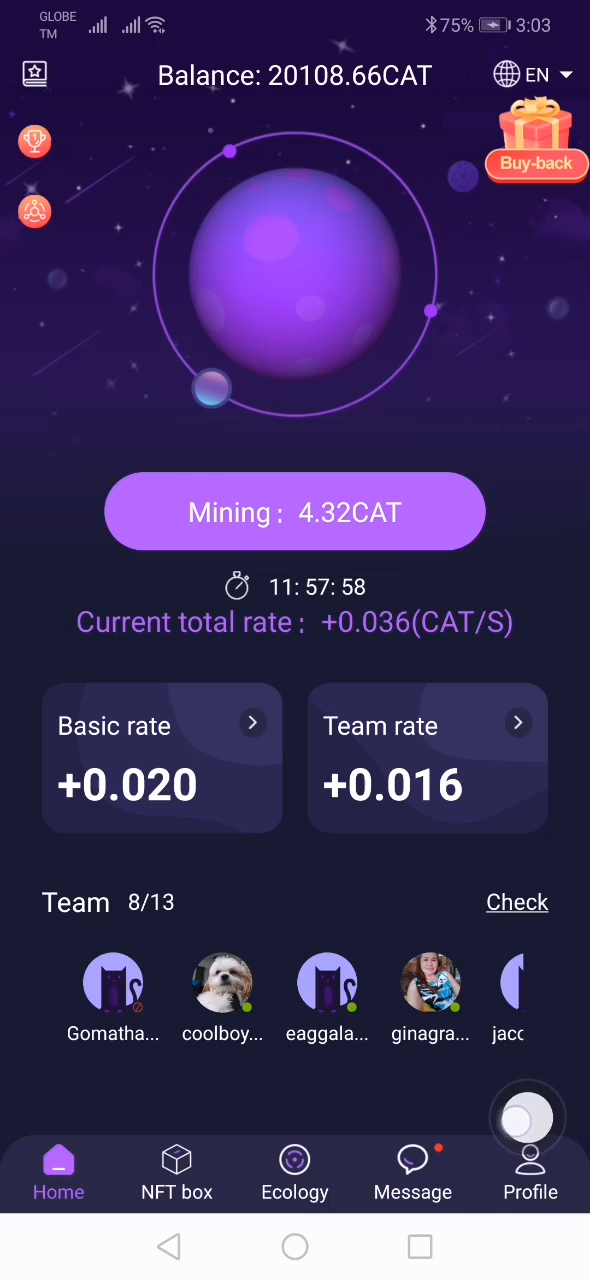 GLOBE
TM
75%
3:03
Balance: 20108.66CAT
EN
Buy-back
Mining: 4.32CAT
11: 57: 58
Current total rate: +0.036(CAT/S)
Basic rate
Team rate
+0.020
+0.016
Team 8/13
Check
Gomatha... coolboy... eaggala... ginagra... jacc
Home NFT box Ecology Message Profile